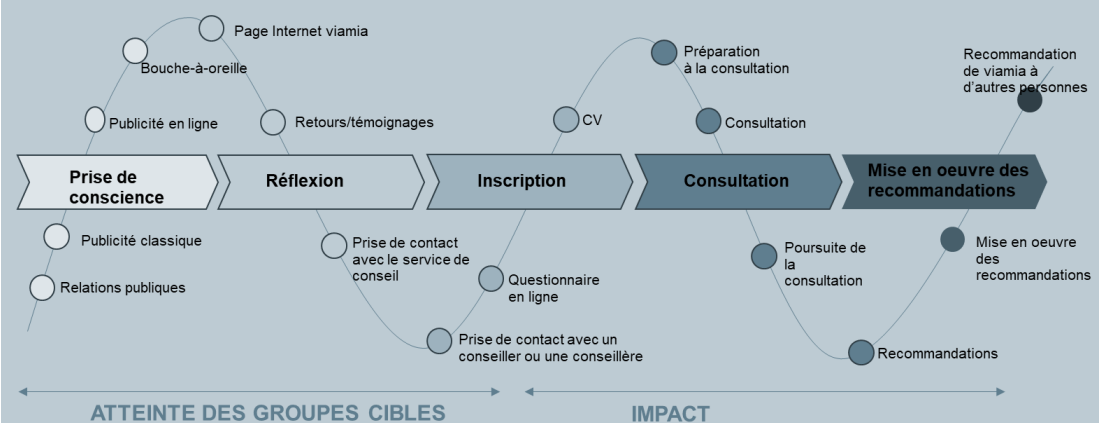 Page Internet viamia
Bouche-à-oreille
Publicité en ligne
Retours/témoignages
Préparation
à la consultation
CV
Consultation
Recommandation
de viamia à
d'autres personnes
Prise de
conscience
Réflexion
Inscription
Consultation
Mise en oeuvre des
recommandations
Publicité classique
Relations publiques
Prise de contact
avec le service de
conseil
Questionnaire
en ligne
Prise de contact avec un
conseiller ou une conseillère
Poursuite de
la
consultation
Recommandations
Mise en oeuvre
des
recommandations
ATTEINTE DES GROUPES CIBLES
IMPACT